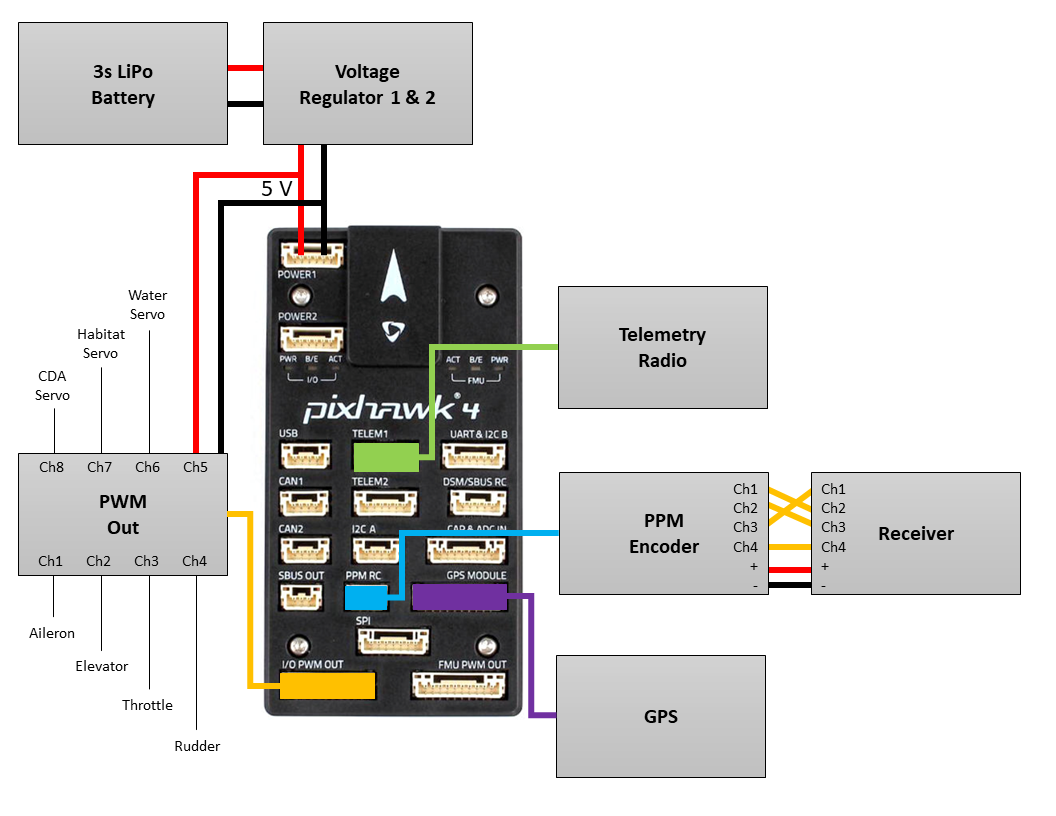 3s LiPo
Battery
Voltage
Regulator 1 & 2
5 V
POWER1
POWER2
PWR B/E ACT
I/O
ACT B/E PWR
FMU
pixhawk® 4
USB
TELEM1
UART & I2C B
CAN1
TELEM2
DSM/SBUS RC
CAN2
I2C A
CAP & ADC IN
SBUS OUT
PPM RC
GPS MODULE
SPI
I/O PWM OUT
FMU PWM OUT
Water
Servo
Habitat
Servo
CDA
Servo
Ch8 Ch7 Ch6 Ch5
PWM
Out
Ch1 Ch2 Ch3 Ch4
Aileron
Elevator
Throttle
Rudder
Telemetry
Radio
PPM
Encoder
Ch1
Ch2
Ch3
Ch4
+
-
Ch1
Ch2
Ch3
Ch4
+
-
Receiver
GPS